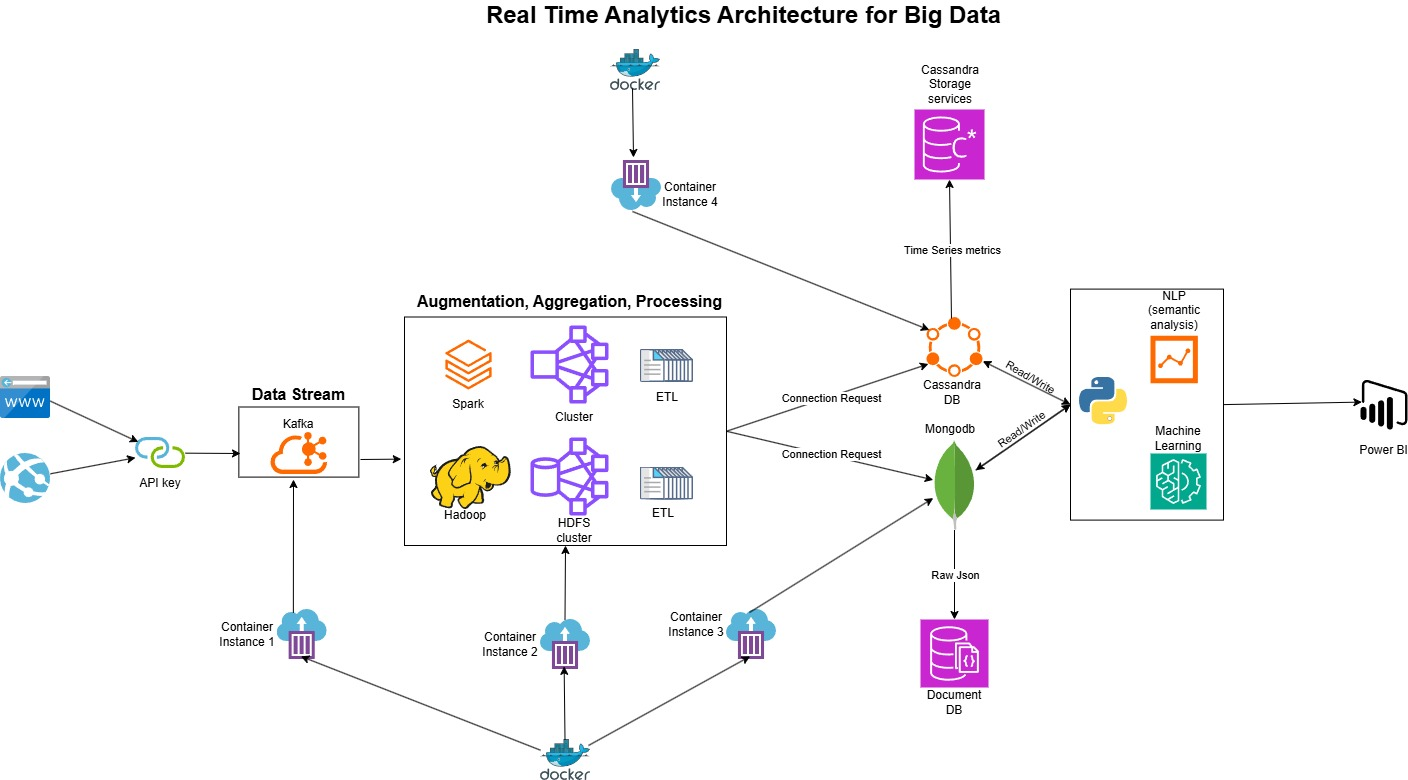 Real Time Analytics Architecture for Big Data
docker
Container
Instance 4
Cassandra
Storage
services
Time Series metrics
Augmentation, Aggregation, Processing
Spark
Cluster
ETL
Hadoop
HDFS
cluster
ETL
WWW
API key
Data Stream
Kafka
Connection Request
Connection Request
Cassandra
DB
Mongodb
Read/Write
Read/Write
NLP
(semantic
analysis)
Machine
Learning
Power BI
Raw Json
Document
DB
Container
Instance 1
Container
Instance 2
Container
Instance 3
docker
C*
{}